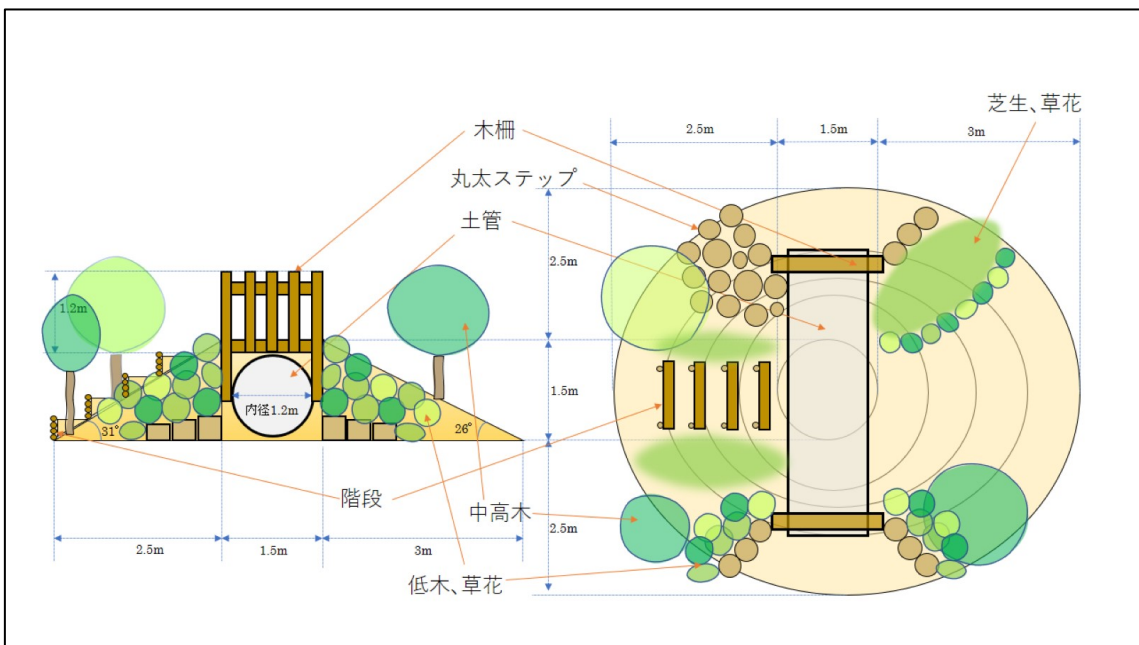 芝生、草花
木柵
2.5m
1.5m
3m
丸太ステップ
土管
2.5m
1.2m
1.5m
内径1.2m
31°
26°
階段
中高木
2.5m
2.5m
1.5m
3m
低木、草花